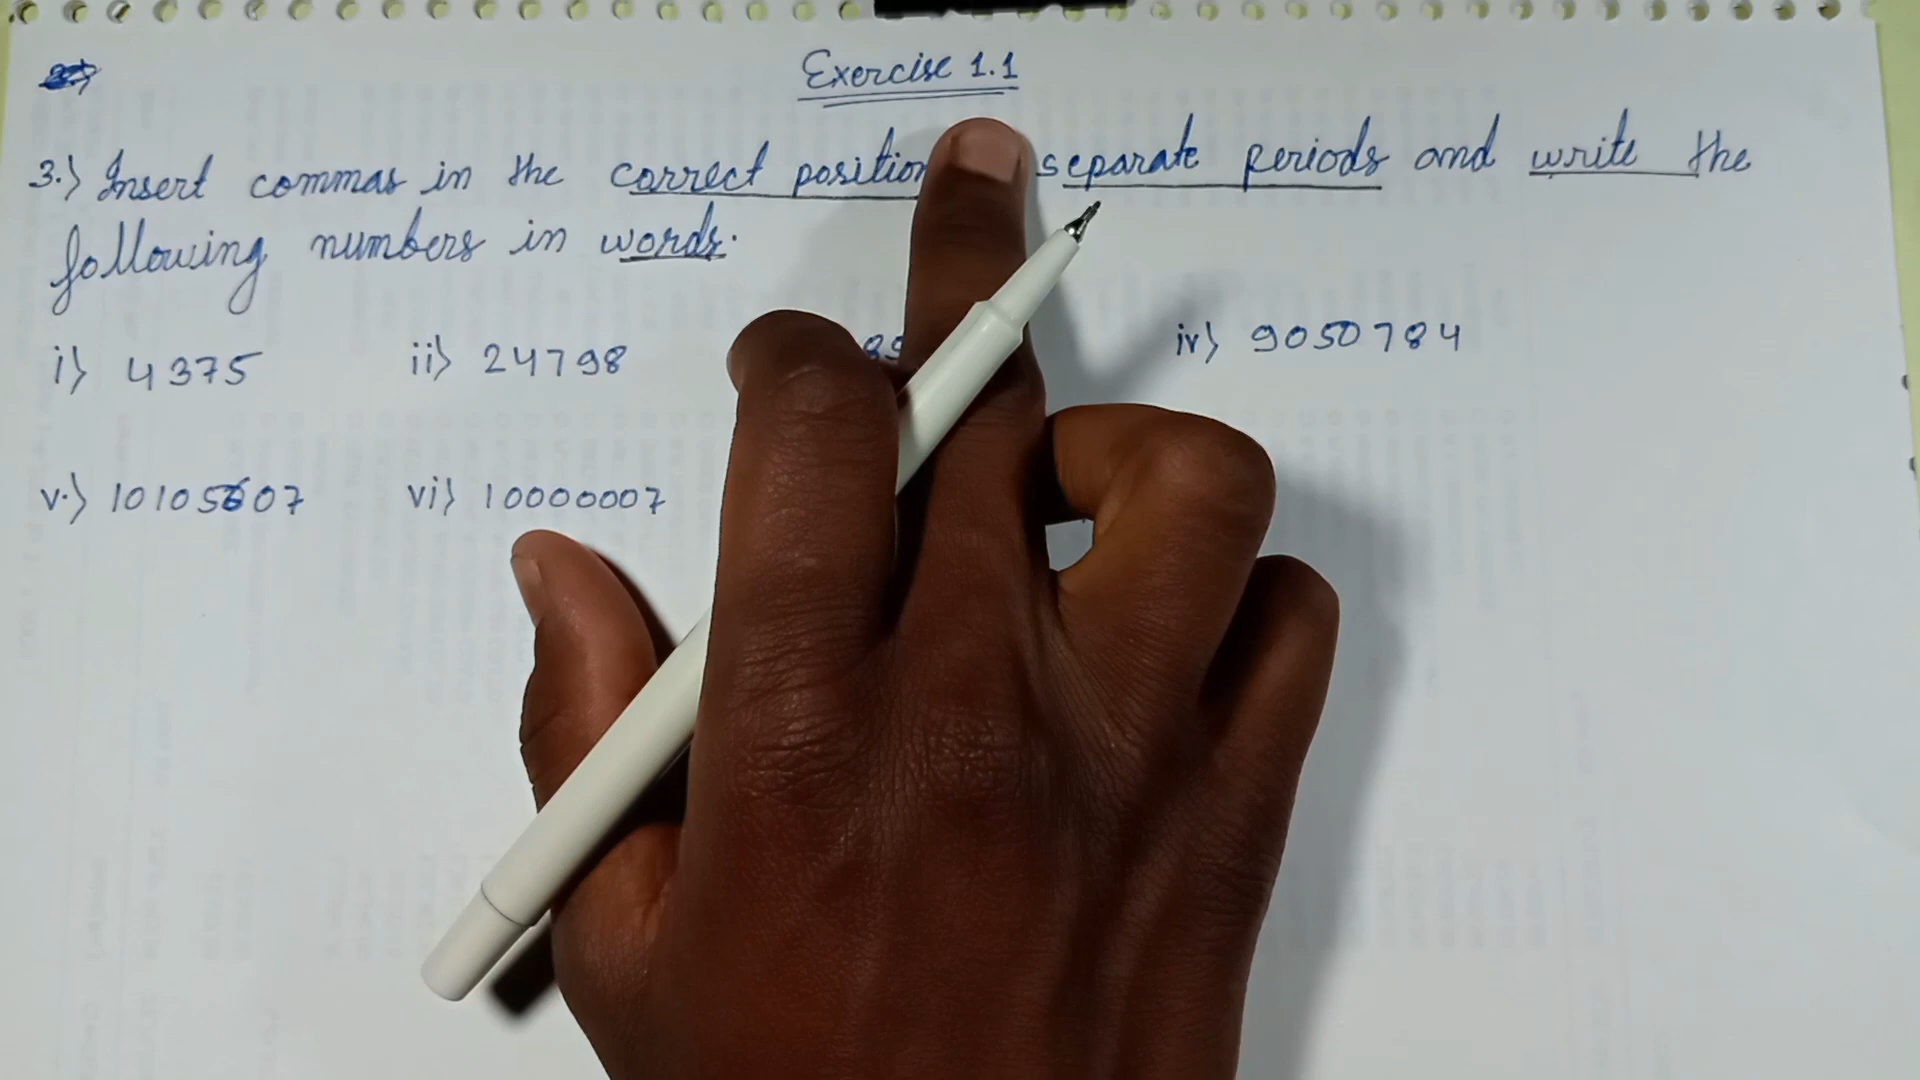 Exercise 1.1
3.) Insert commas in the correct position separate periods and write the
following numbers in words.
i) 4375 ii) 24798 iv) 9050784
v.) 10105607 vi) 10000007